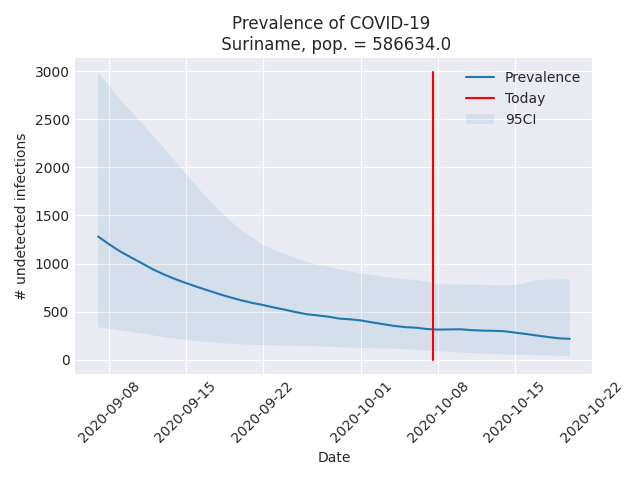 Prevalence of COVID-19
Suriname, pop. = 586634.0
Prevalence
Today
95CI
# undetected infections
3000
2500
2000
1500
1000
500
0
2020-09-08
2020-09-15
2020-09-22
2020-10-01
2020-10-08
2020-10-15
2020-10-22
Date